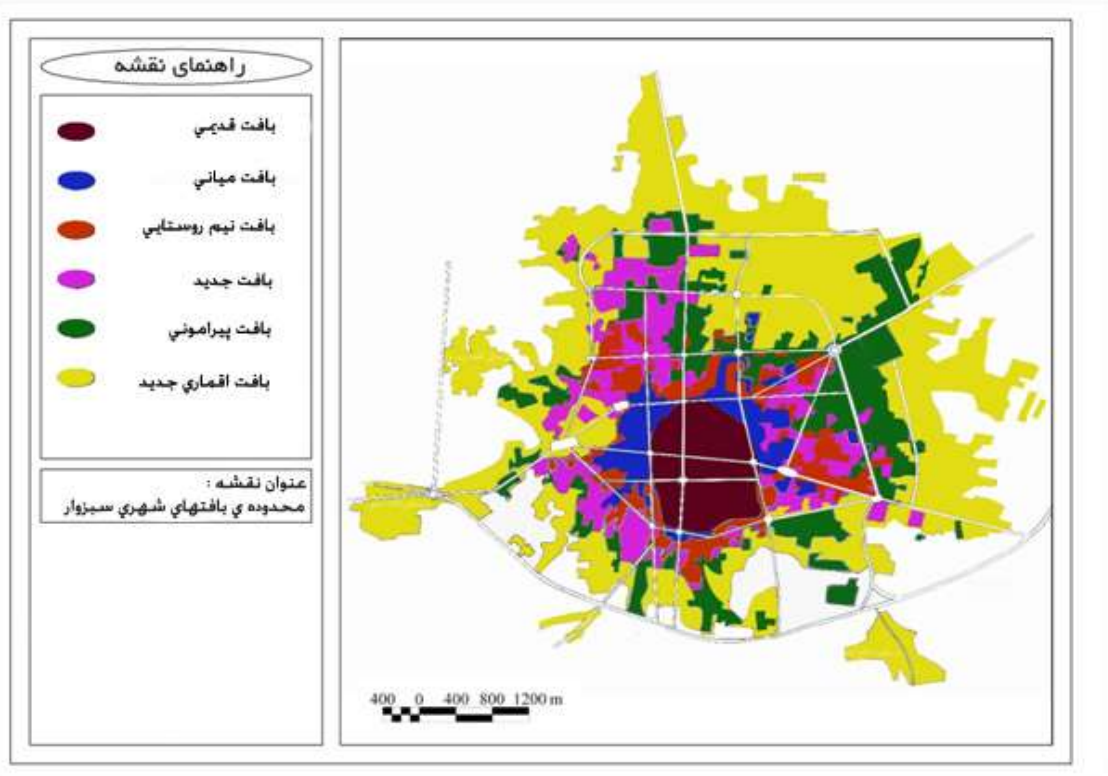 راهنمای نقشه
بافت قديمي
بافت مياني
بافت نيم روستايي
بافت جديد
بافت پيراموني
بافت اقماري جديد
عنوان نقشه :
محدوده ي بافتهاي شهري سبزوار
400 0 400 800 1200 m